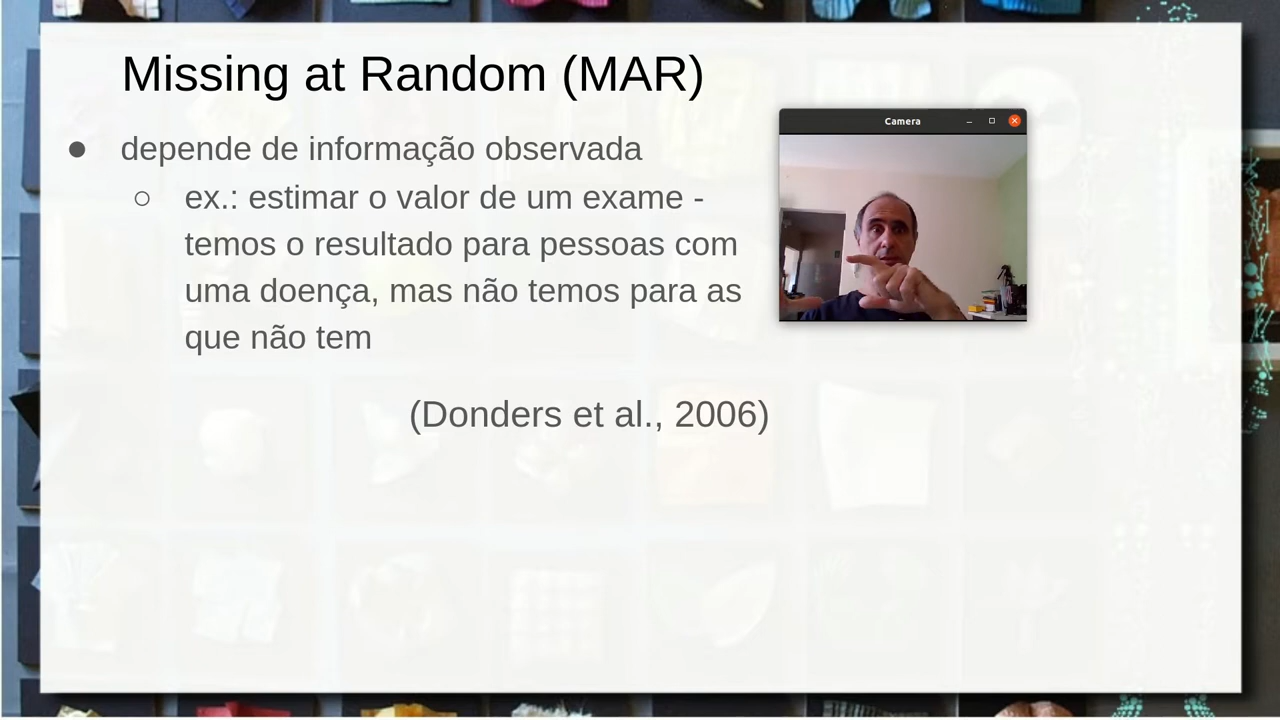 Missing at Random (MAR)
● depende de informação observada
○ ex.: estimar o valor de um exame -
temos o resultado para pessoas com
uma doença, mas não temos para as
que não tem
(Donders et al., 2006)
Camera